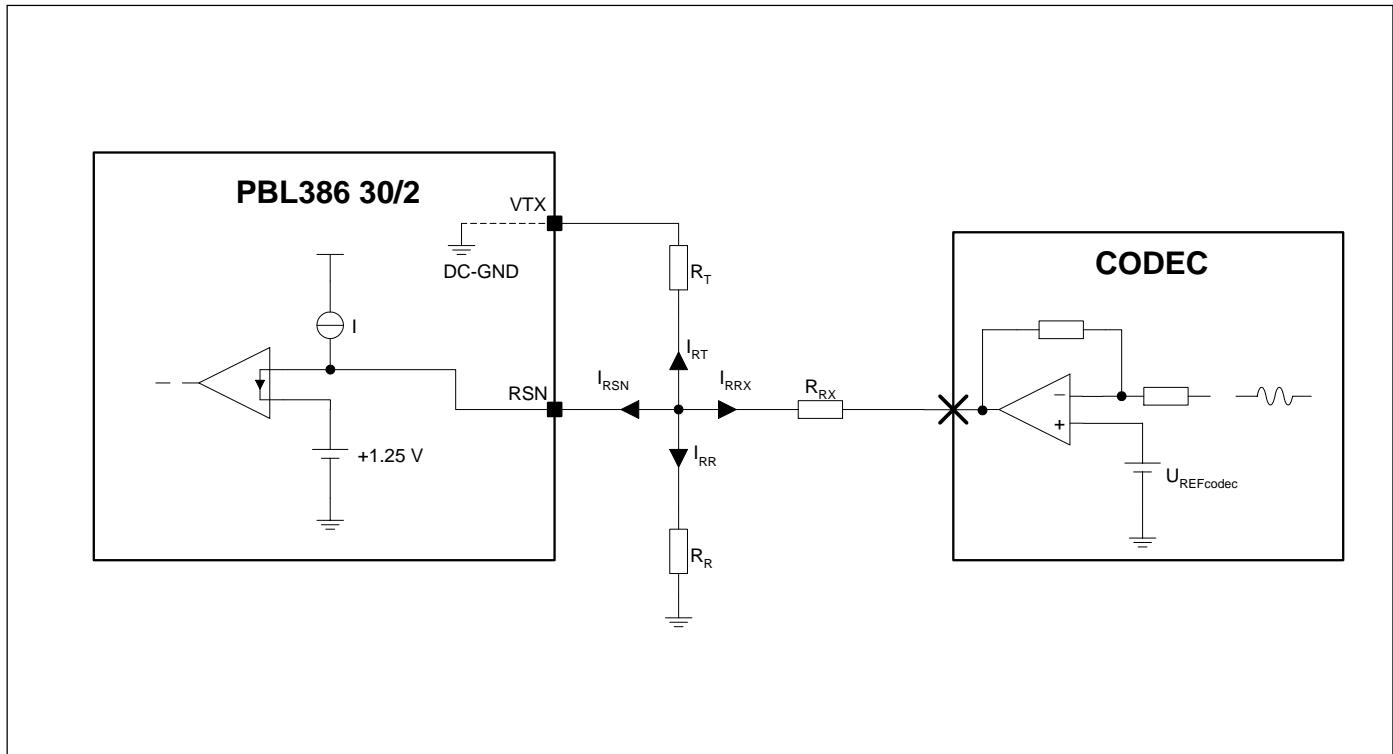 PBL386 30/2
VTX
DC-GND
R_T
CODEC
I
I_RT
RSN
I_RSN
I_RRX
R_RX
−
+
+1.25 V
I_RR
U_REFcodec
R_R